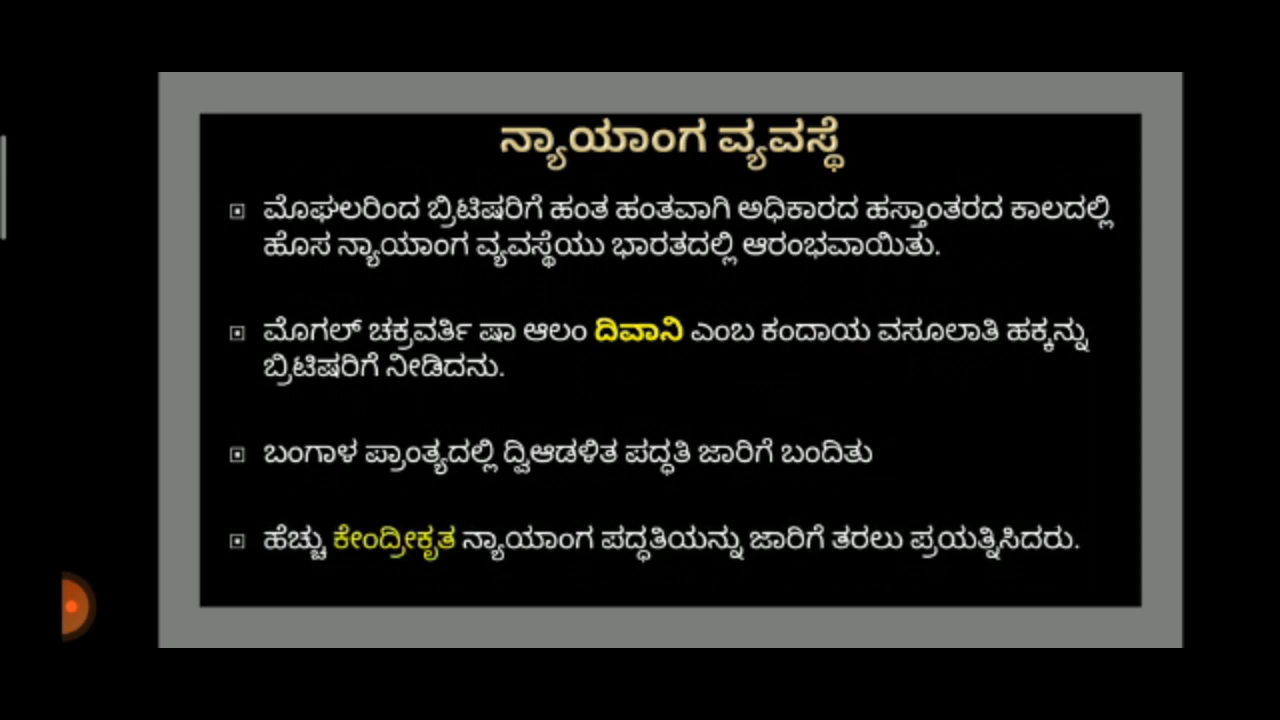 ನ್ಯಾಯಾಂಗ ವ್ಯವಸ್ಥೆ
ಮೊಘಲರಿಂದ ಬ್ರಿಟಿಷರಿಗೆ ಹಂತ ಹಂತವಾಗಿ ಅಧಿಕಾರದ ಹಸ್ತಾಂತರದ ಕಾಲದಲ್ಲಿ
ಹೊಸ ನ್ಯಾಯಾಂಗ ವ್ಯವಸ್ಥೆಯು ಭಾರತದಲ್ಲಿ ಆರಂಭವಾಯಿತು.
ಮೊಗಲ್ ಚಕ್ರವರ್ತಿ ಷಾ ಆಲಂ ದಿವಾನಿ ಎಂಬ ಕಂದಾಯ ವಸೂಲಾತಿ ಹಕ್ಕನ್ನು
ಬ್ರಿಟಿಷರಿಗೆ ನೀಡಿದನು.
ಬಂಗಾಳ ಪ್ರಾಂತ್ಯದಲ್ಲಿ ದ್ವಿಆಡಳಿತ ಪದ್ಧತಿ ಜಾರಿಗೆ ಬಂದಿತು
ಹೆಚ್ಚು ಕೇಂದ್ರೀಕೃತ ನ್ಯಾಯಾಂಗ ಪದ್ಧತಿಯನ್ನು ಜಾರಿಗೆ ತರಲು ಪ್ರಯತ್ನಿಸಿದರು.